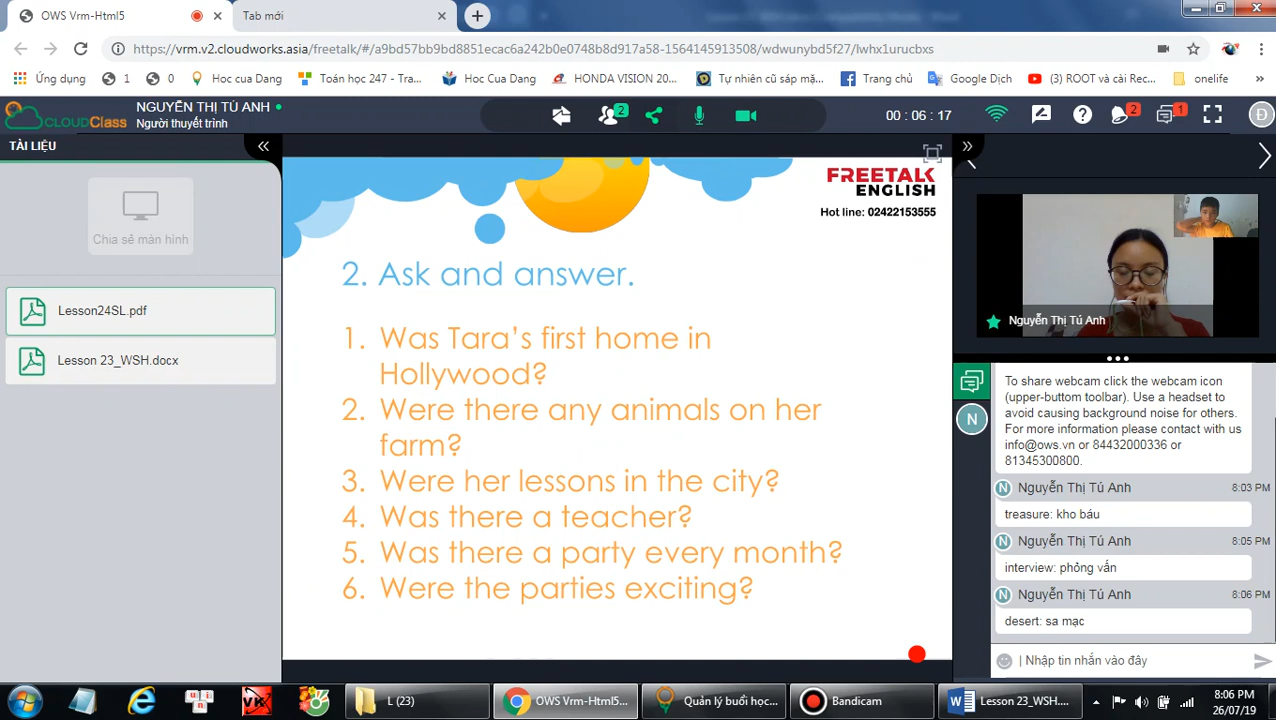 OWS Vrm-Html5
Tab mới
https://vrm.v2.cloudworks.asia/freetalk/#/a9bd57bb9bd8851ecac6a242b0e0748b8d917a58-1564145913508/wdwunybd5f27/lwhx1urucbxs
Ứng dụng
1
0
Hoc cua Dang
Toán học 247 - Tra...
Học Cua Dang
HONDA VISION 20...
Tự nhiên cũ sáp mặ...
Trang chủ
Google Dịch
(3) ROOT và cài Rec...
onelife
»
CLOUDClass
NGUYỄN THỊ TÚ ANH
Người thuyết trình
2
00 : 06 : 17
2
1
Đ
TÀI LIỆU
Chia sẻ màn hình
Lesson24SL.pdf
Lesson 23_WSH.docx
FREETALK
ENGLISH
Hot line: 02422153555
2. Ask and answer.
1. Was Tara's first home in
Hollywood?
2. Were there any animals on her
farm?
3. Were her lessons in the city?
4. Was there a teacher?
5. Was there a party every month?
6. Were the parties exciting?
Nguyễn Thị Tú Anh
To share webcam click the webcam icon
(upper-buttom toolbar). Use a headset to
avoid causing background noise for others.
For more information please contact with us
info@ows.vn or 84432000336 or
81345300800.
N
N Nguyễn Thị Tú Anh 8:03 PM
treasure: kho báu
N Nguyễn Thị Tú Anh 8:05 PM
interview: phỏng vấn
N Nguyễn Thị Tú Anh 8:06 PM
desert: sa mạc
Nhập tin nhắn vào đây
L (23)
OWS Vrm-Html5...
Quản lý buổi học...
Bandicam
Lesson 23_WSH....
8:06 PM
26/07/19